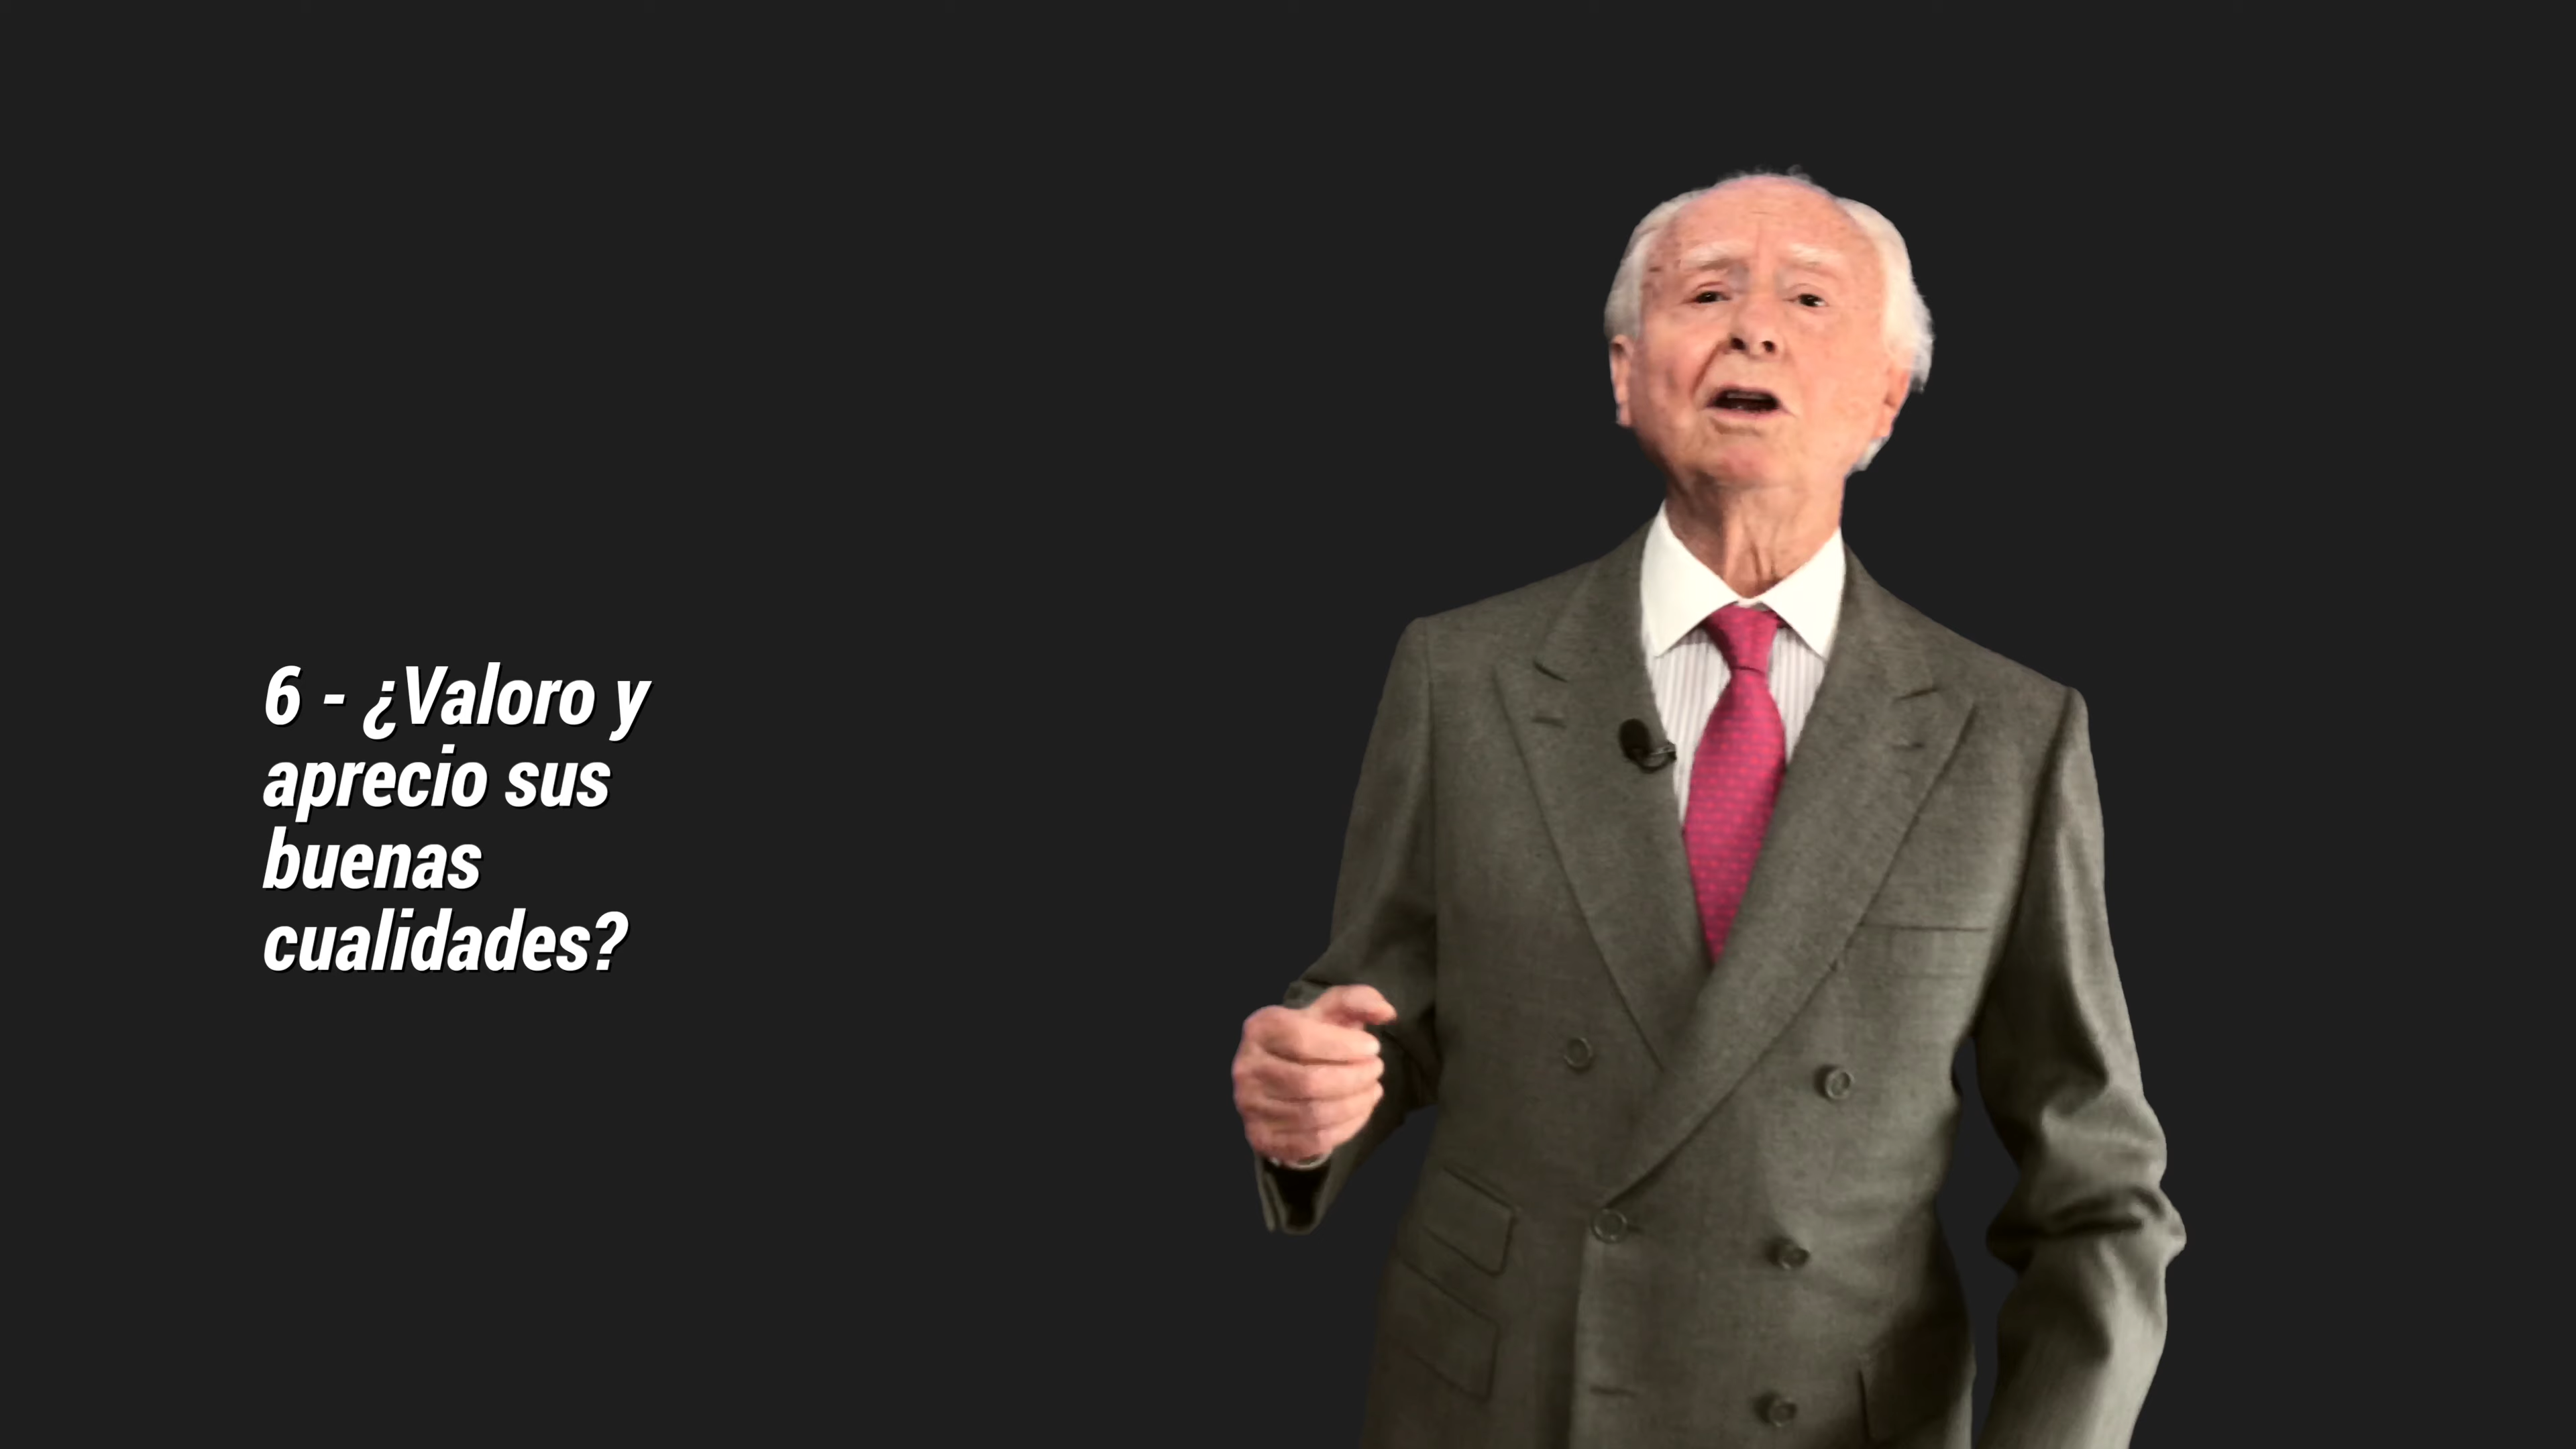 6 - ¿Valoro y
aprecio sus
buenas
cualidades?